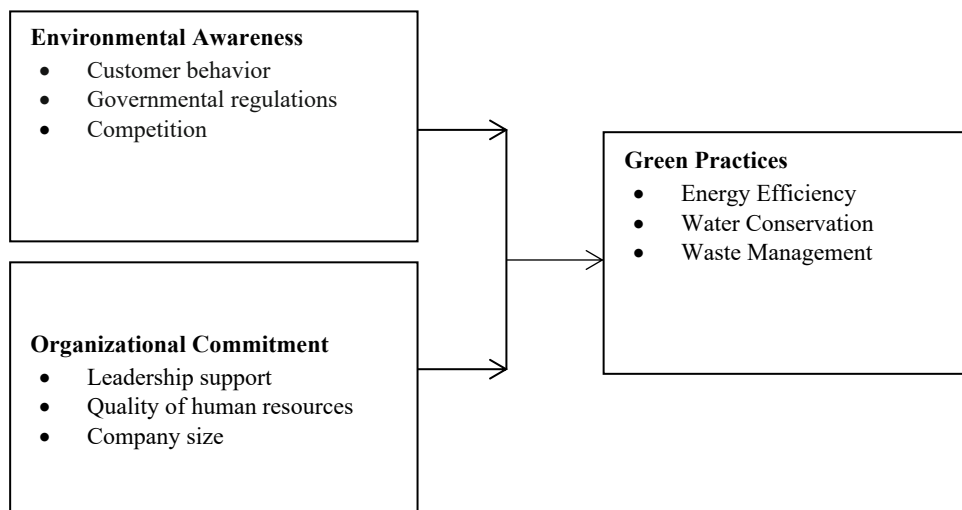 Environmental Awareness
• Customer behavior
• Governmental regulations
• Competition
Organizational Commitment
• Leadership support
• Quality of human resources
• Company size
Green Practices
• Energy Efficiency
• Water Conservation
• Waste Management